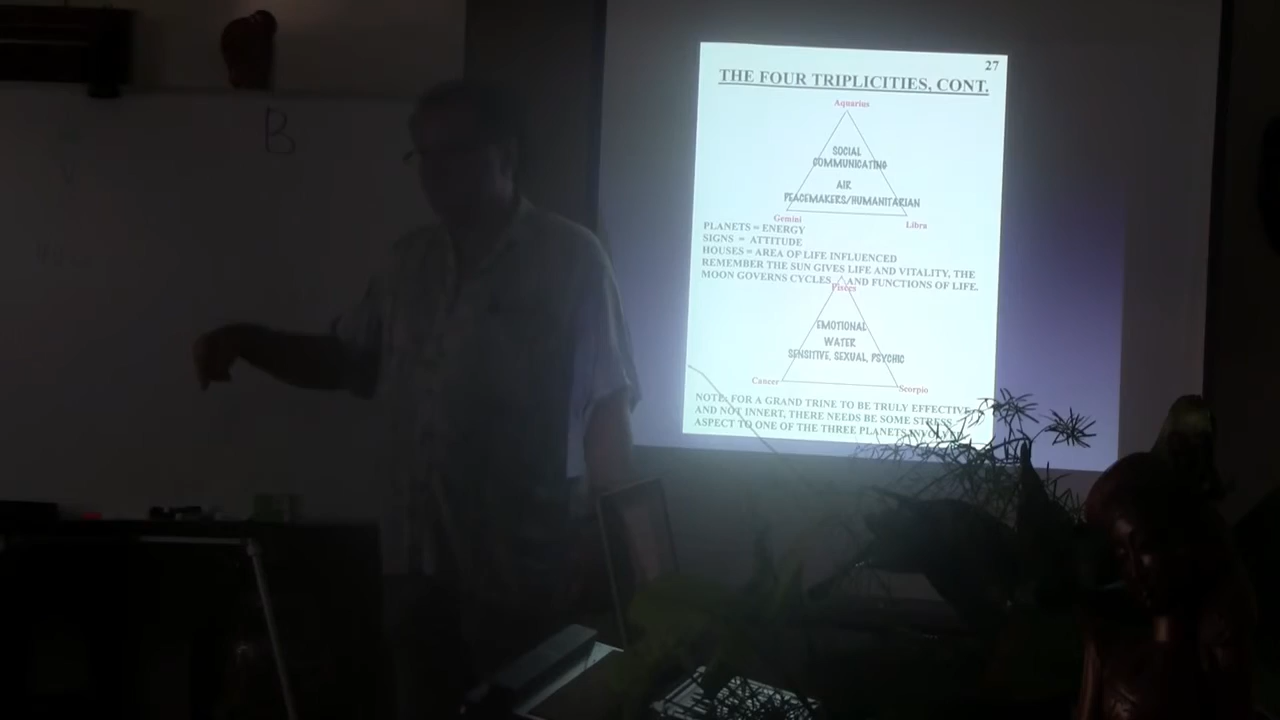 B
27
THE FOUR TRIPLICITIES, CONT.
Aquarius
SOCIAL
COMMUNICATING
AIR
PEACEMAKERS/HUMANITARIAN
Gemini
Libra
PLANETS = ENERGY
SIGNS = ATTITUDE
HOUSES = AREA OF LIFE INFLUENCED
REMEMBER THE SUN GIVES LIFE AND VITALITY, THE
MOON GOVERNS CYCLES AND FUNCTIONS OF LIFE.
Pisces
EMOTIONAL
WATER
SENSITIVE, SEXUAL, PSYCHIC
Cancer
Scorpio
NOTE: FOR A GRAND TRINE TO BE TRULY EFFECTIVE
AND NOT INNERT, THERE NEEDS BE SOME STRESS
ASPECT TO ONE OF THE THREE PLANETS